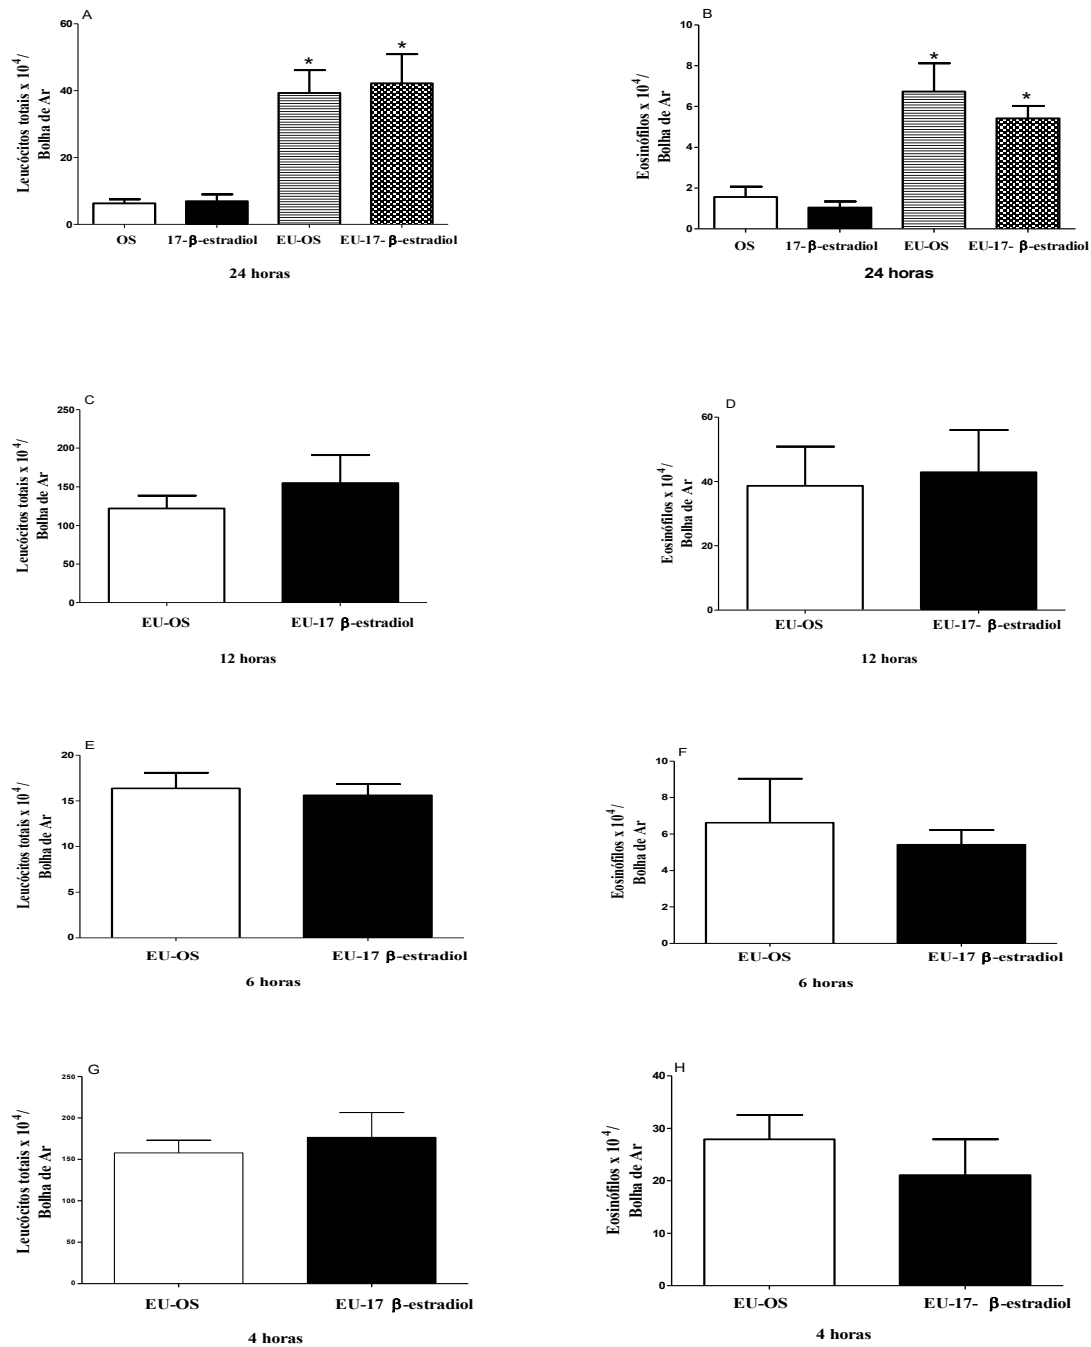 A
Leucócitos totais x 10⁴/
Bolha de Ar
60
40
20
0
*
*
OS 17-β-estradiol EU-OS EU-17-β-estradiol
24 horas
B
Eosinófilos x 10⁴/
Bolha de Ar
10
8
6
4
2
0
*
*
OS 17-β-estradiol EU-OS EU-17- β-estradiol
24 horas
C
Leucócitos totais x 10⁴/
Bolha de Ar
250
200
150
100
50
0
EU-OS EU-17 β-estradiol
12 horas
D
Eosinófilos x 10⁴/
Bolha de Ar
60
40
20
0
EU-OS EU-17- β-estradiol
12 horas
E
Leucócitos totais x 10⁴/
Bolha de Ar
20
15
10
5
0
EU-OS EU-17 β-estradiol
6 horas
F
Eosinófilos x 10⁴/
Bolha de Ar
10
8
6
4
2
0
EU-OS EU-17 β-estradiol
6 horas
G
Leucócitos totais x 10⁴/
Bolha de Ar
250
200
150
100
50
0
EU-OS EU-17 β-estradiol
4 horas
H
Eosinófilos x 10⁴/
Bolha de Ar
40
30
20
10
0
EU-OS EU-17- β-estradiol
4 horas